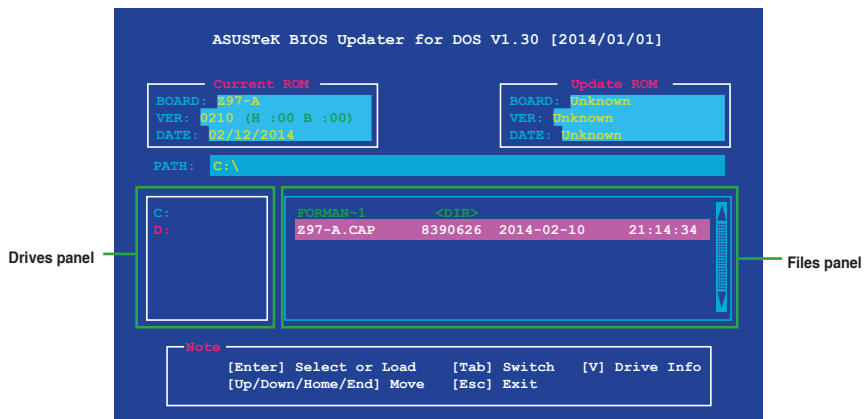 ASUSTeK BIOS Updater for DOS V1.30 [2014/01/01]
Current ROM
BOARD: Z97-A
VER: 0210 (H :00 B :00)
DATE: 02/12/2014
Update ROM
BOARD: Unknown
VER: Unknown
DATE: Unknown
PATH: C:\
C:
D:
FORMAN~1 <DIR>
Z97-A.CAP 8390626 2014-02-10 21:14:34
Drives panel
Files panel
Note
[Enter] Select or Load [Tab] Switch [V] Drive Info
[Up/Down/Home/End] Move [Esc] Exit